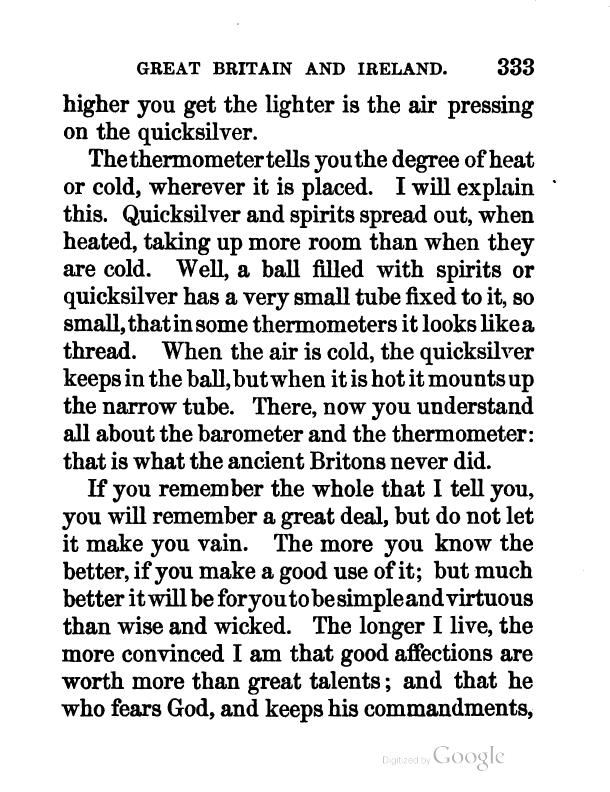 GREAT BRITAIN AND IRELAND. 333
higher you get the lighter is the air pressing
on the quicksilver.
The thermometer tells you the degree of heat
or cold, wherever it is placed. I will explain
this. Quicksilver and spirits spread out, when
heated, taking up more room than when they
are cold. Well, a ball filled with spirits or
quicksilver has a very small tube fixed to it, so
small, that in some thermometers it looks like a
thread. When the air is cold, the quicksilver
keeps in the ball, but when it is hot it mounts up
the narrow tube. There, now you understand
all about the barometer and the thermometer:
that is what the ancient Britons never did.
If you remember the whole that I tell you,
you will remember a great deal, but do not let
it make you vain. The more you know the
better, if you make a good use of it; but much
better it will be for you to be simple and virtuous
than wise and wicked. The longer I live, the
more convinced I am that good affections are
worth more than great talents; and that he
who fears God, and keeps his commandments,
Digitized by Google